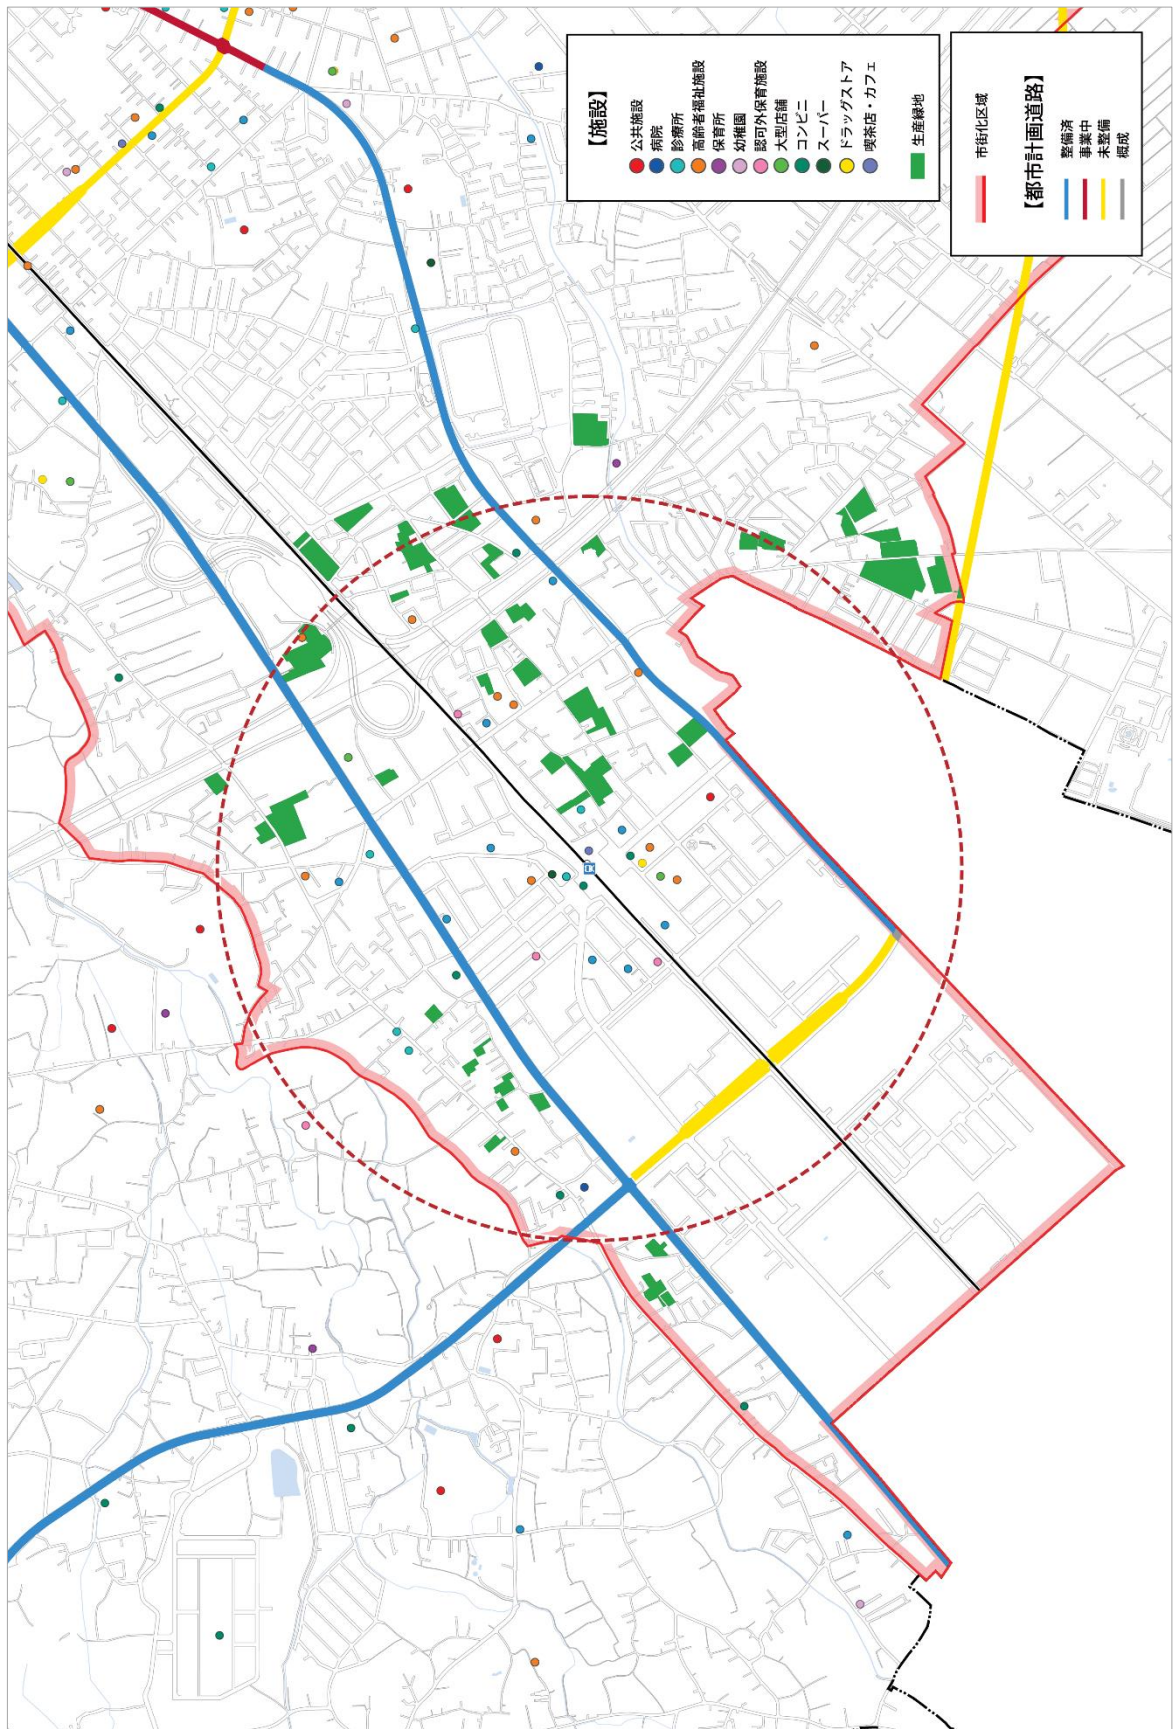 【施設】
公共施設
病院
診療所
高齢者福祉施設
保育所
幼稚園
認可外保育施設
大型店舗
コンビニ
スーパー
ドラッグストア
喫茶店・カフェ
生産緑地
市街化区域
【都市計画道路】
整備済
事業中
未整備
概成